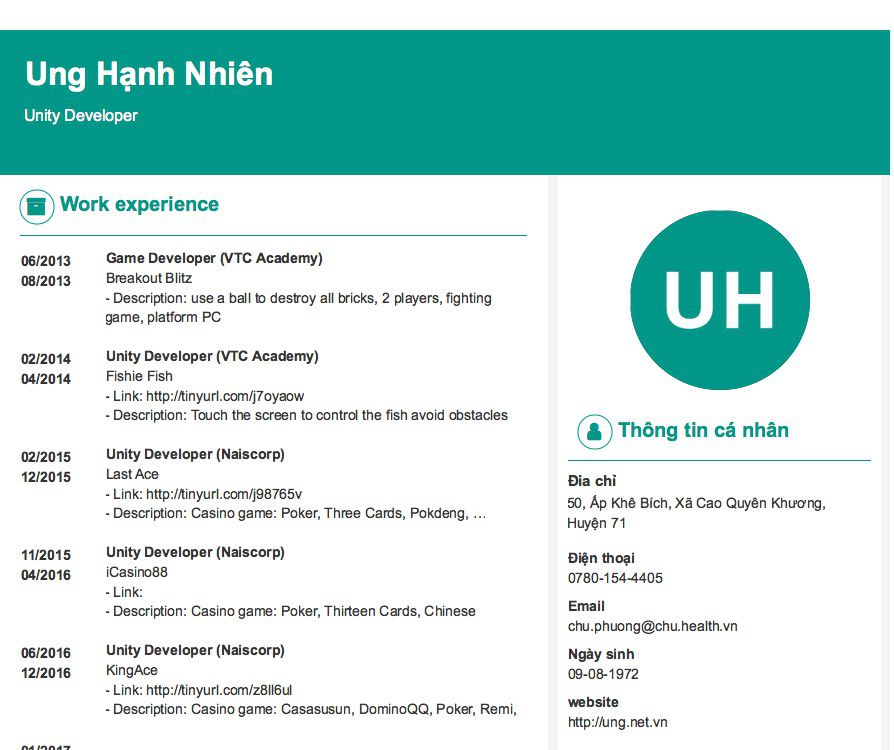 Ung Hạnh Nhiên
Unity Developer
Work experience
06/2013
08/2013
Game Developer (VTC Academy)
Breakout Blitz
- Description: use a ball to destroy all bricks, 2 players, fighting
game, platform PC
02/2014
04/2014
Unity Developer (VTC Academy)
Fishie Fish
- Link: http://tinyurl.com/j7oyaow
- Description: Touch the screen to control the fish avoid obstacles
02/2015
12/2015
Unity Developer (Naiscorp)
Last Ace
- Link: http://tinyurl.com/j98765v
- Description: Casino game: Poker, Three Cards, Pokdeng, …
11/2015
04/2016
Unity Developer (Naiscorp)
iCasino88
- Link:
- Description: Casino game: Poker, Thirteen Cards, Chinese
06/2016
12/2016
Unity Developer (Naiscorp)
KingAce
- Link: http://tinyurl.com/z8ll6ul
- Description: Casino game: Casasusun, DominoQQ, Poker, Remi,
01/2017
UH
Thông tin cá nhân
Địa chỉ
50, Ấp Khê Bích, Xã Cao Quyên Khương,
Huyện 71
Điện thoại
0780-154-4405
Email
chu.phuong@chu.health.vn
Ngày sinh
09-08-1972
website
http://ung.net.vn